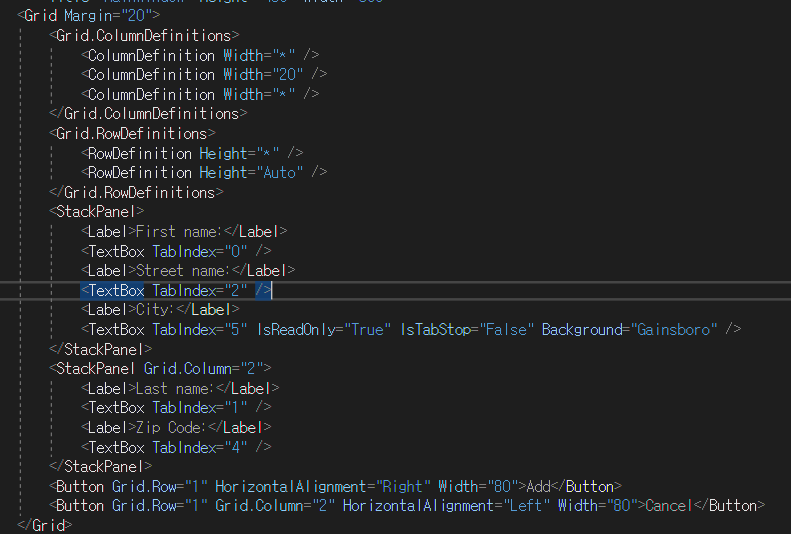 <Grid Margin="20">
<Grid.ColumnDefinitions>
<ColumnDefinition Width="*" />
<ColumnDefinition Width="20" />
<ColumnDefinition Width="*" />
</Grid.ColumnDefinitions>
<Grid.RowDefinitions>
<RowDefinition Height="*" />
<RowDefinition Height="Auto" />
</Grid.RowDefinitions>
<StackPanel>
<Label>First name:</Label>
<TextBox TabIndex="0" />
<Label>Street name:</Label>
<TextBox TabIndex="2" />
<Label>City:</Label>
<TextBox TabIndex="5" IsReadOnly="True" IsTabStop="False" Background="Gainsboro" />
</StackPanel>
<StackPanel Grid.Column="2">
<Label>Last name:</Label>
<TextBox TabIndex="1" />
<Label>Zip Code:</Label>
<TextBox TabIndex="4" />
</StackPanel>
<Button Grid.Row="1" HorizontalAlignment="Right" Width="80">Add</Button>
<Button Grid.Row="1" Grid.Column="2" HorizontalAlignment="Left" Width="80">Cancel</Button>
</Grid>